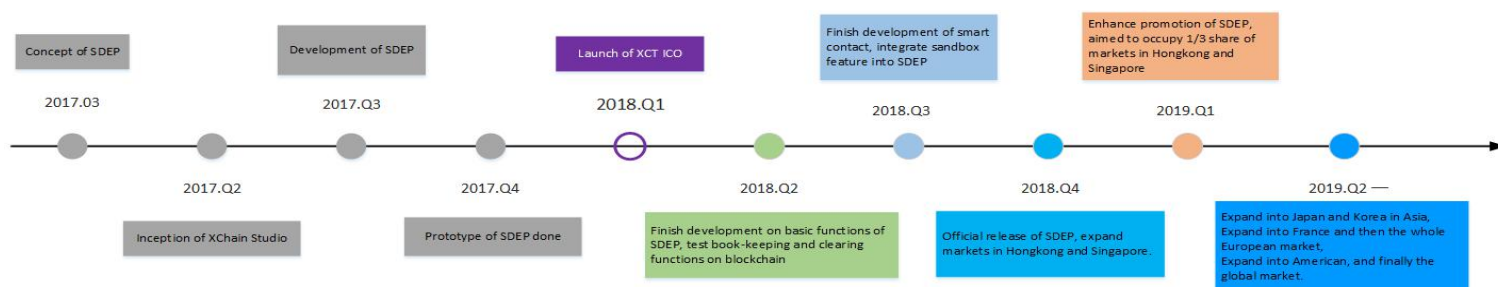 Concept of SDEP
2017.03
2017.Q2
Inception of XChain Studio
Development of SDEP
2017.Q3
2017.Q4
Prototype of SDEP done
Launch of XCT ICO
2018.Q1
2018.Q2
Finish development on basic functions of
SDEP, test book-keeping and clearing
functions on blockchain
Finish development of smart
contact, integrate sandbox
feature into SDEP
2018.Q3
2018.Q4
Official release of SDEP, expand
markets in Hongkong and Singapore.
Enhance promotion of SDEP,
aimed to occupy 1/3 share of
markets in Hongkong and
Singapore
2019.Q1
2019.Q2 —
Expand into Japan and Korea in Asia,
Expand into France and then the whole
European market,
Expand into American, and finally the
global market.